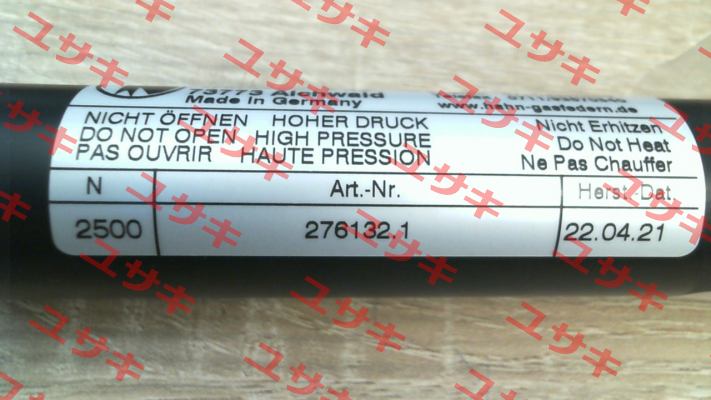 73773 Aichwald
Made in Germany
www.hahn-gasfedern.de
NICHT ÖFFNEN HOHER DRUCK
DO NOT OPEN HIGH PRESSURE
PAS OUVRIR HAUTE PRESSION
Nicht Erhitzen
Do Not Heat
Ne Pas Chauffer
N Art.-Nr. Herst. Dat.
2500 276132.1 22.04.21
ユサキ